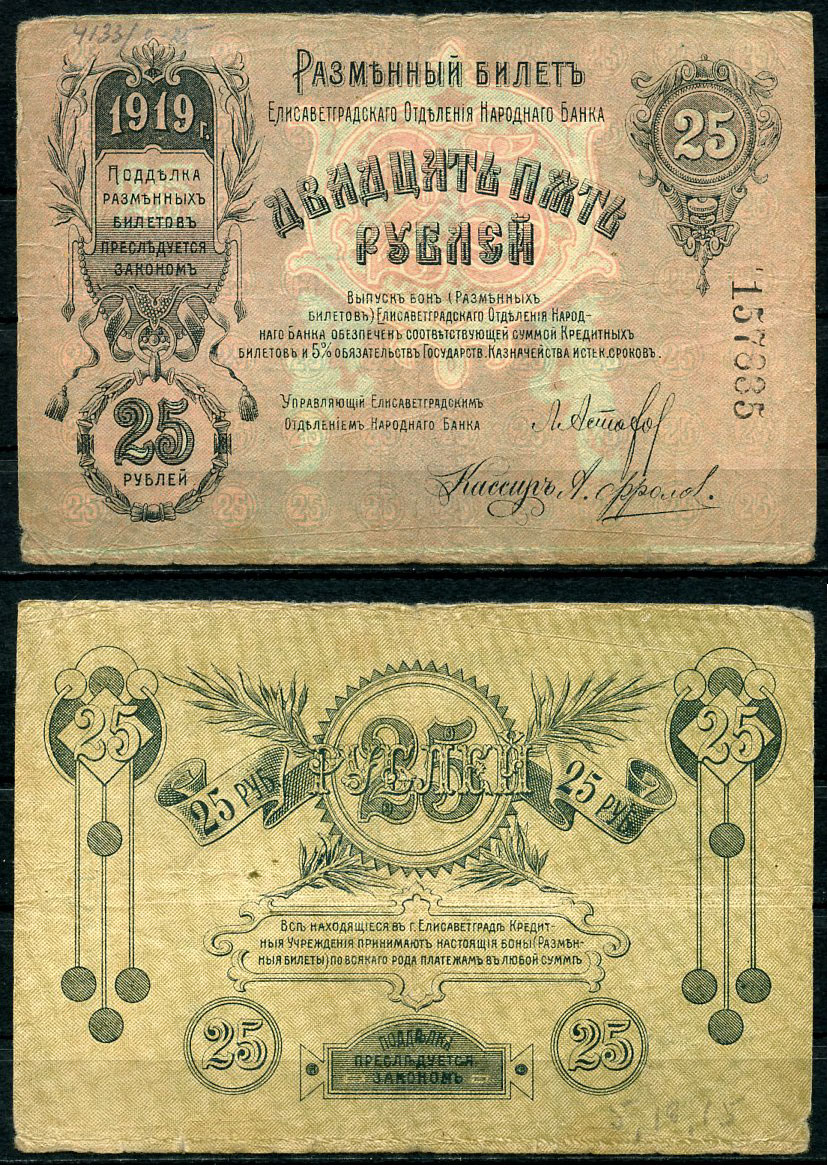 1919 г.
Поддѣлка
размѣнныхъ
билетовъ
преслѣдуется
закономъ
25
рублей
Размѣнный билетъ
Елисаветградскаго Отдѣленія Народнаго Банка
Двадцать пять
рублей
Выпускъ бонъ (Размѣнныхъ
билетовъ) Елисаветградскаго Отдѣленія Народ-
наго Банка обезпеченъ соотвѣтствующей суммой Кредитныхъ
билетовъ и 5% обязательствъ Государств. Казначейства истек. сроковъ.
Управляющій Елисаветградскимъ
Отдѣленіемъ Народнаго Банка
Кассиръ А. Фролов.
25
157835
25
25 руб.
25
рублей
25 руб.
25
Всѣ находящіеся в г. Елисаветградѣ Кредит-
ныя Учрежденія принимаютъ настоящія боны (Размѣн-
ныя билеты) по всякаго рода платежамъ въ любой суммѣ
25
Поддѣлка
преслѣдуется
закономъ
25